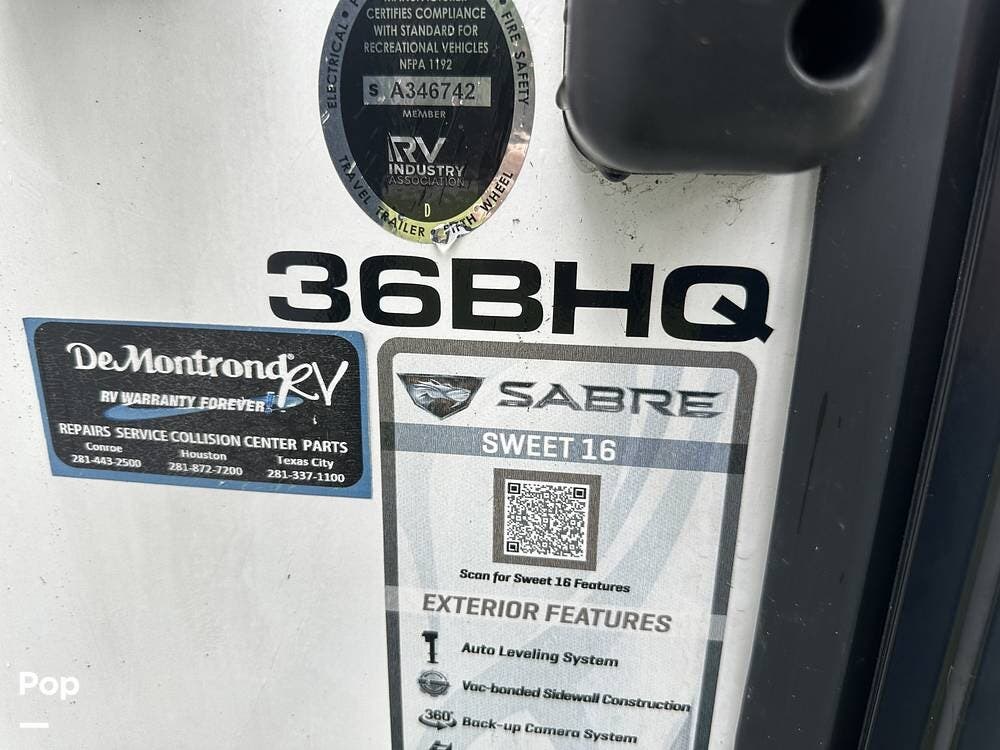 CERTIFIES COMPLIANCE
WITH STANDARD FOR
RECREATIONAL VEHICLES
NFPA 1192
S A346742
MEMBER
RV
INDUSTRY
ASSOCIATION
D
ELECTRICAL •
• FIRE SAFETY
TRAVEL TRAILER • FIFTH WHEEL
36BHQ
DeMontrond RV
RV WARRANTY FOREVER
REPAIRS SERVICE COLLISION CENTER PARTS
Conroe Houston Texas City
281-443-2500 281-872-7200 281-337-1100
SABRE
SWEET 16
Scan for Sweet 16 Features
EXTERIOR FEATURES
Auto Leveling System
Vac-bonded Sidewall Construction
360° Back-up Camera System
Pop